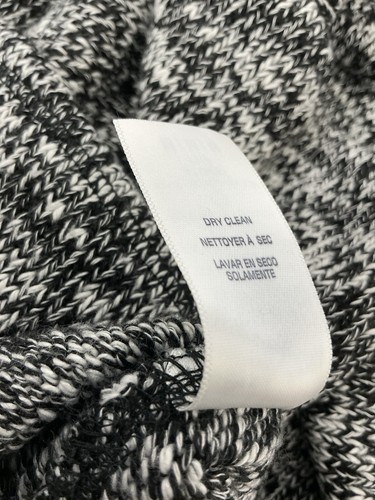 DRY CLEAN
NETTOYER À SEC
LAVAR EN SECO
SOLAMENTE